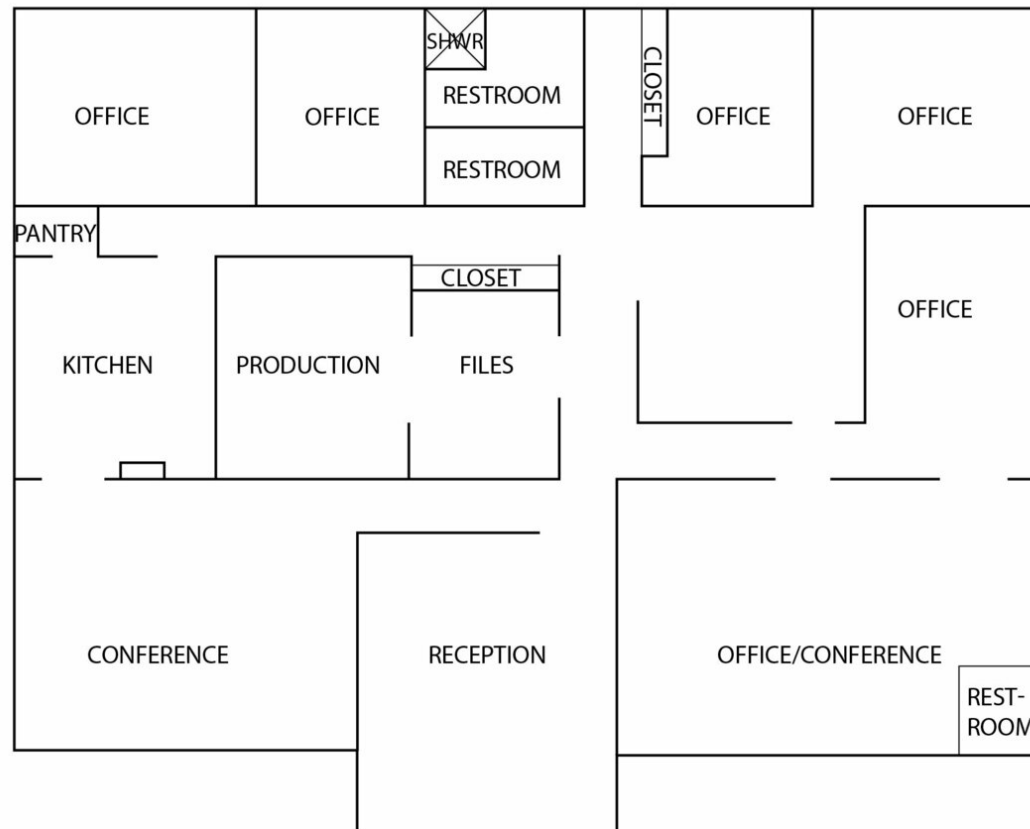 SHWR
OFFICE
OFFICE
RESTROOM
CLOSET
OFFICE
OFFICE
RESTROOM
PANTRY
CLOSET
OFFICE
KITCHEN
PRODUCTION
FILES
CONFERENCE
RECEPTION
OFFICE/CONFERENCE
REST-
ROOM